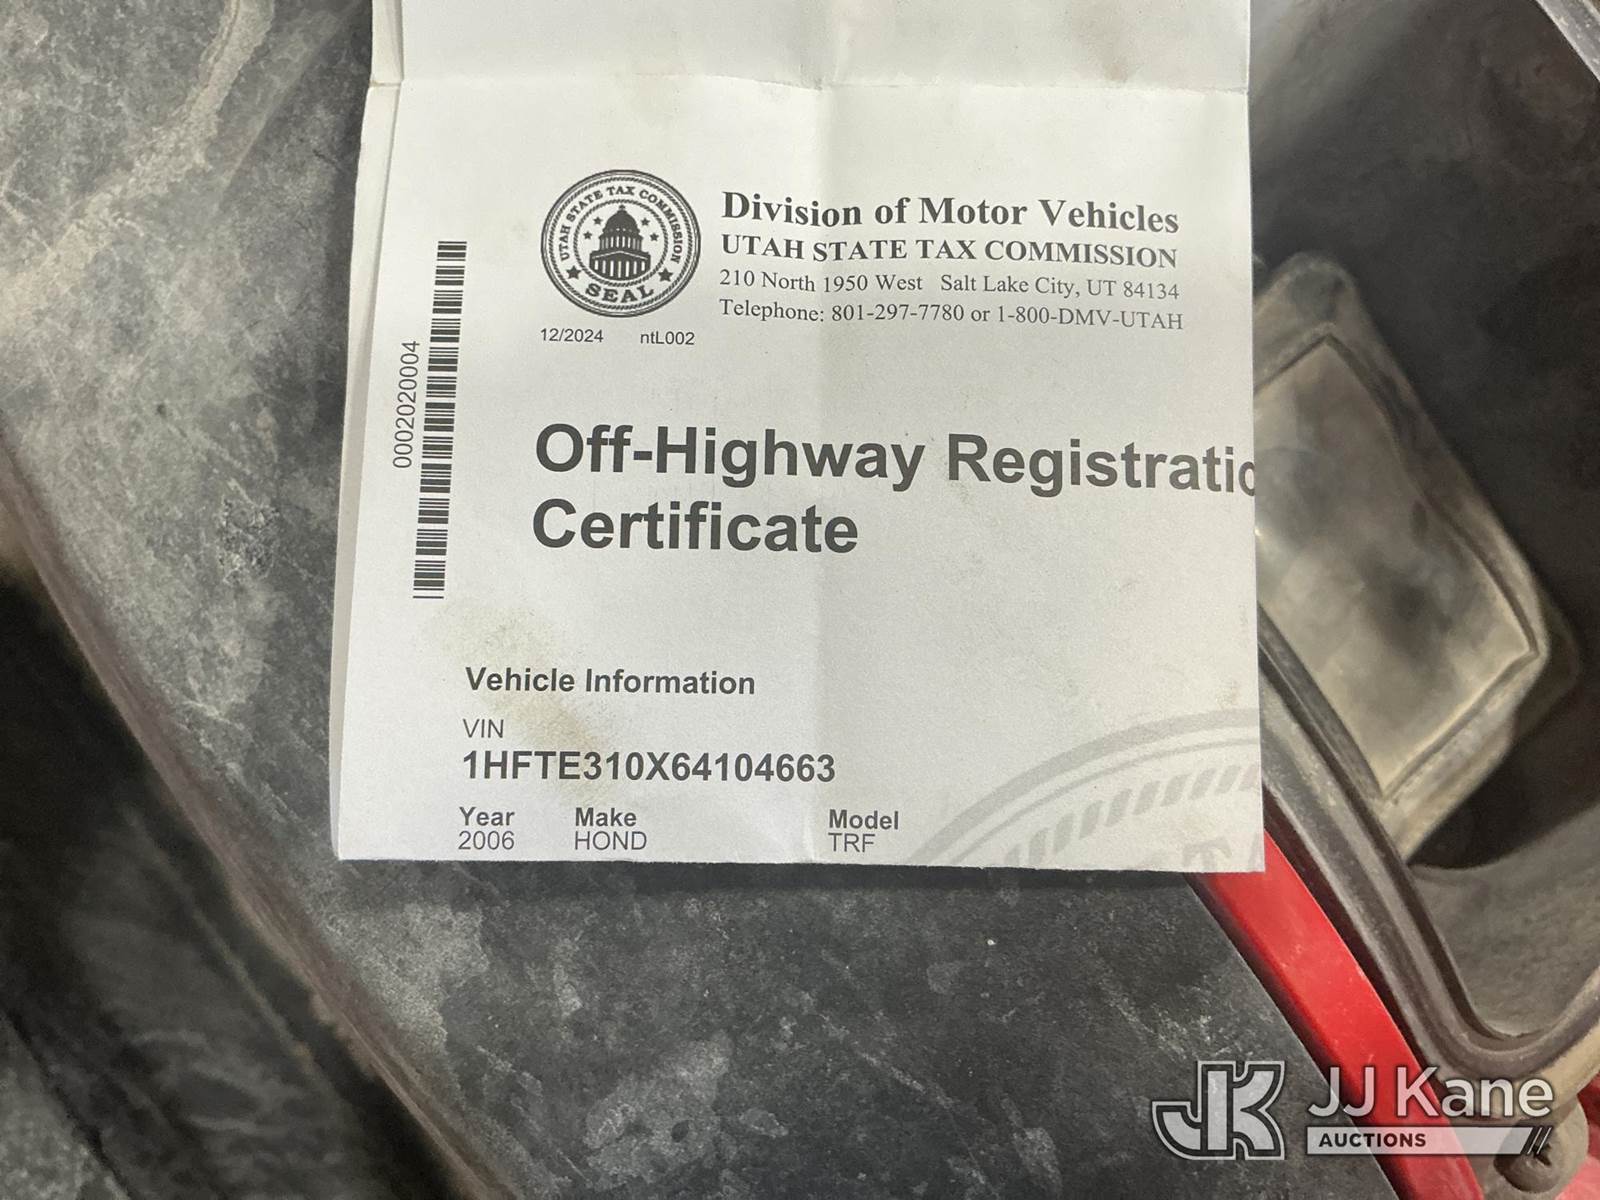 UTAH STATE TAX COMMISSION
SEAL
Division of Motor Vehicles
UTAH STATE TAX COMMISSION
210 North 1950 West Salt Lake City, UT 84134
Telephone: 801-297-7780 or 1-800-DMV-UTAH
12/2024 ntL002
0002020004
Off-Highway Registratio
Certificate
Vehicle Information
VIN
1HFTE310X64104663
Year Make Model
2006 HOND TRF
JK JJ Kane
AUCTIONS